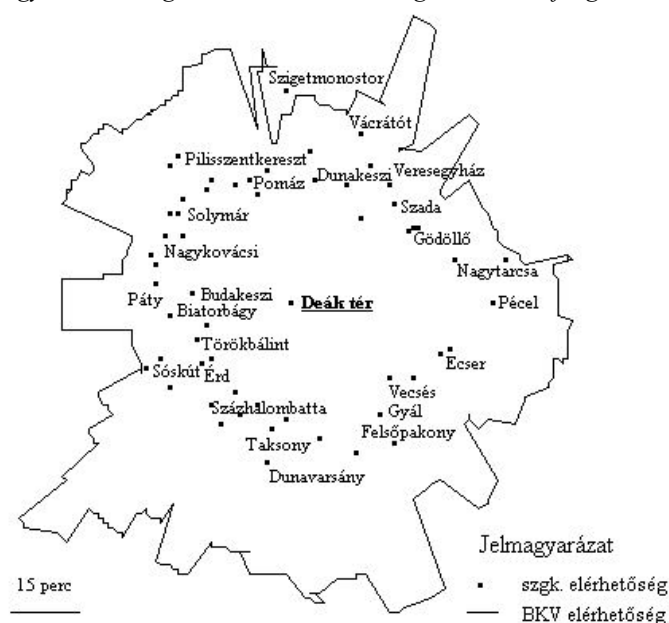 Szigetmonostor
Vácrátót
Pilisszentkereszt
Dunakeszi
Veresegyház
Pomáz
Szada
Solymár
Gödöllő
Nagykovácsi
Nagytarcsa
Páty
Budakeszi
Deák tér
Pécel
Biatorbágy
Törökbálint
Ecser
Sóskút
Érd
Vecsés
Százhalombatta
Gyál
Felsőpakony
Taksony
Dunavarsány
Jelmagyarázat
15 perc
szgk. elérhetőség
BKV elérhetőség